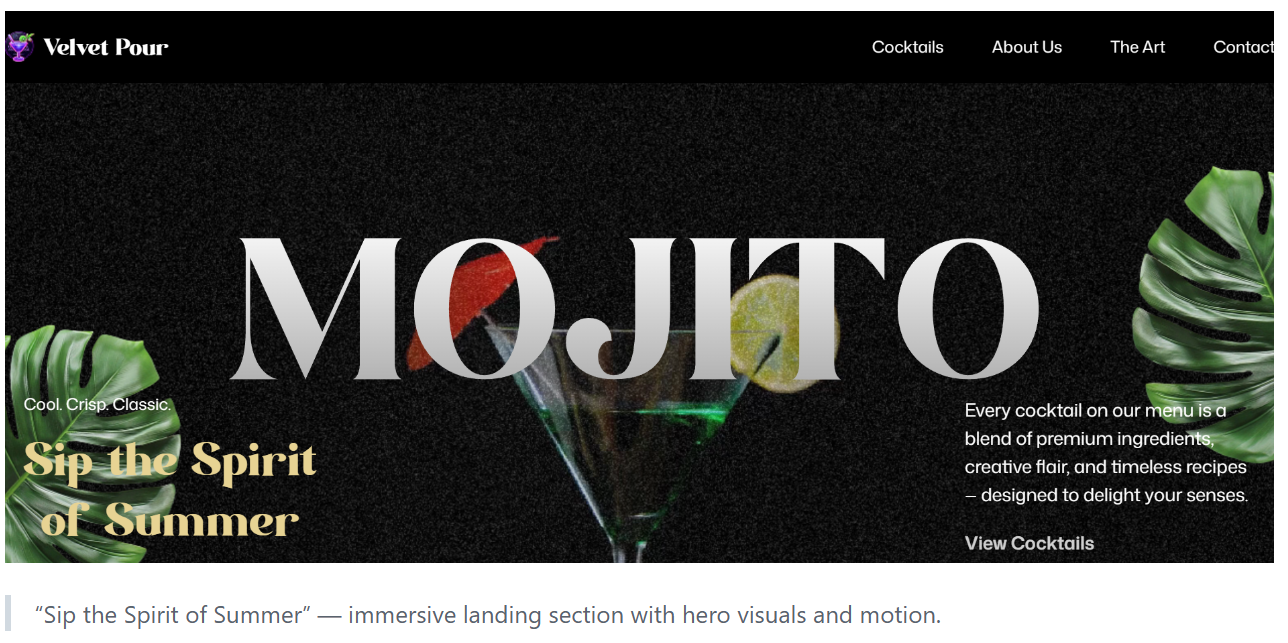 Velvet Pour
Cocktails
About Us
The Art
Contact
MOJITO
Cool. Crisp. Classic.
Sip the Spirit
of Summer
Every cocktail on our menu is a
blend of premium ingredients,
creative flair, and timeless recipes
– designed to delight your senses.
View Cocktails
“Sip the Spirit of Summer” — immersive landing section with hero visuals and motion.